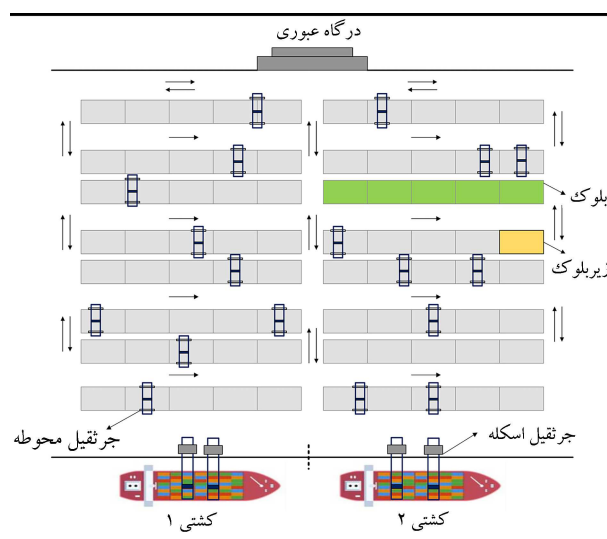 درگاه عبوری
بلوک
زیربلوک
جرثقیل اسکله
جرثقیل محوطه
کشتی ۱
کشتی ۲